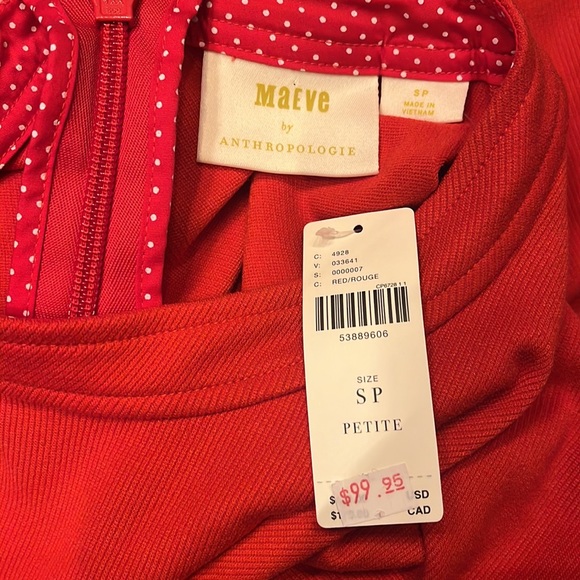 MaEve
by
ANTHROPOLOGIE
SP
MADE IN
VIETNAM
C: 4928
V: 033641
S: 0000007
C: RED/ROUGE
CP6728 1 1
53889606
SIZE
SP
PETITE
$99.95
$ USD
$1 CAD